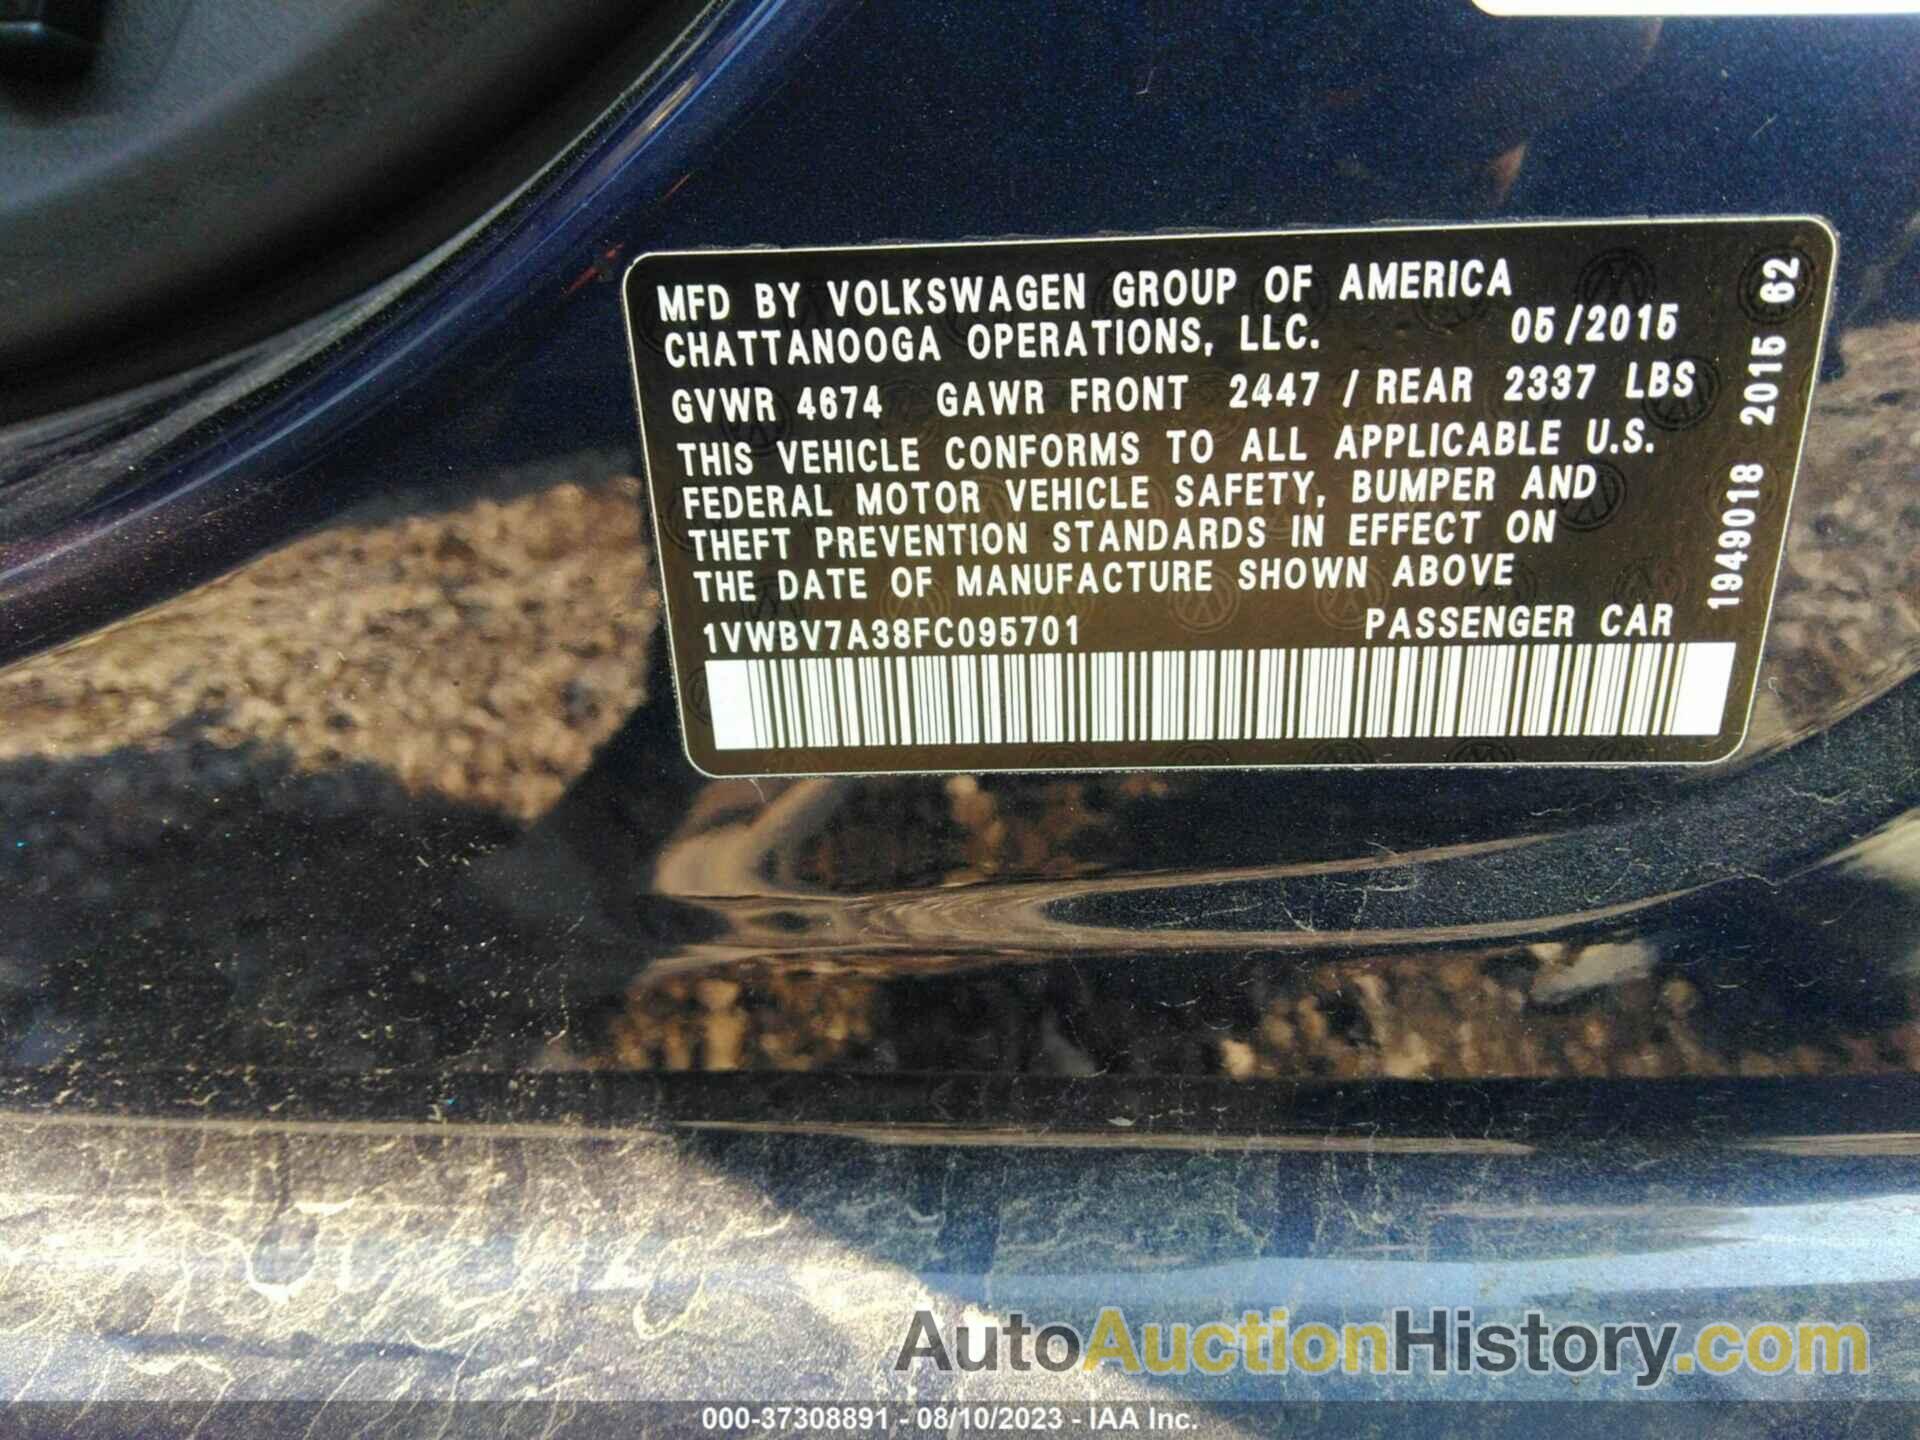 MFD BY VOLKSWAGEN GROUP OF AMERICA
CHATTANOOGA OPERATIONS, LLC. 05/2015
GVWR 4674 GAWR FRONT 2447 / REAR 2337 LBS
THIS VEHICLE CONFORMS TO ALL APPLICABLE U.S.
FEDERAL MOTOR VEHICLE SAFETY, BUMPER AND
THEFT PREVENTION STANDARDS IN EFFECT ON
THE DATE OF MANUFACTURE SHOWN ABOVE
1VWBV7A38FC095701 PASSENGER CAR
1949018 2015 62
AutoAuctionHistory.com
000-37308891 - 08/10/2023 - IAA Inc.